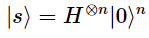 |s⟩ = H^{⊗n}|0⟩^n